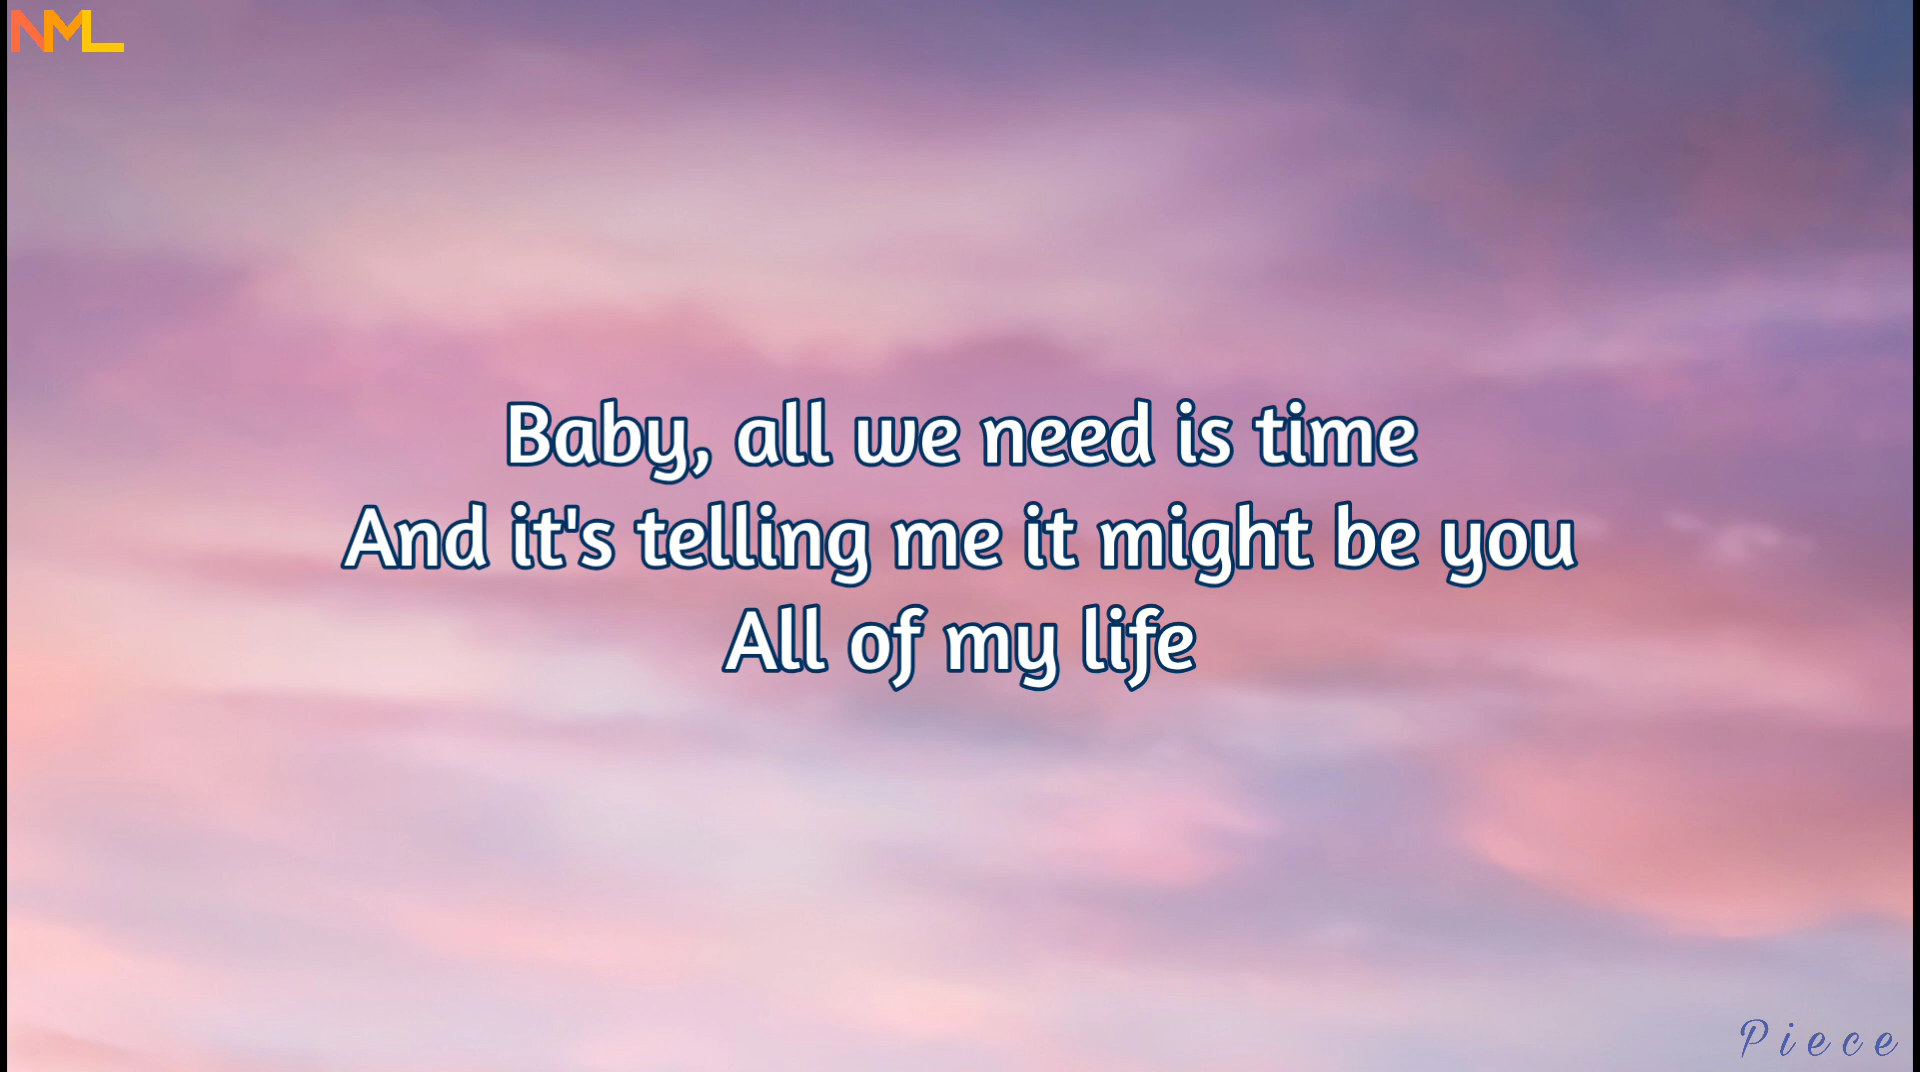 NML
Baby, all we need is time
And it's telling me it might be you
All of my life
Piece